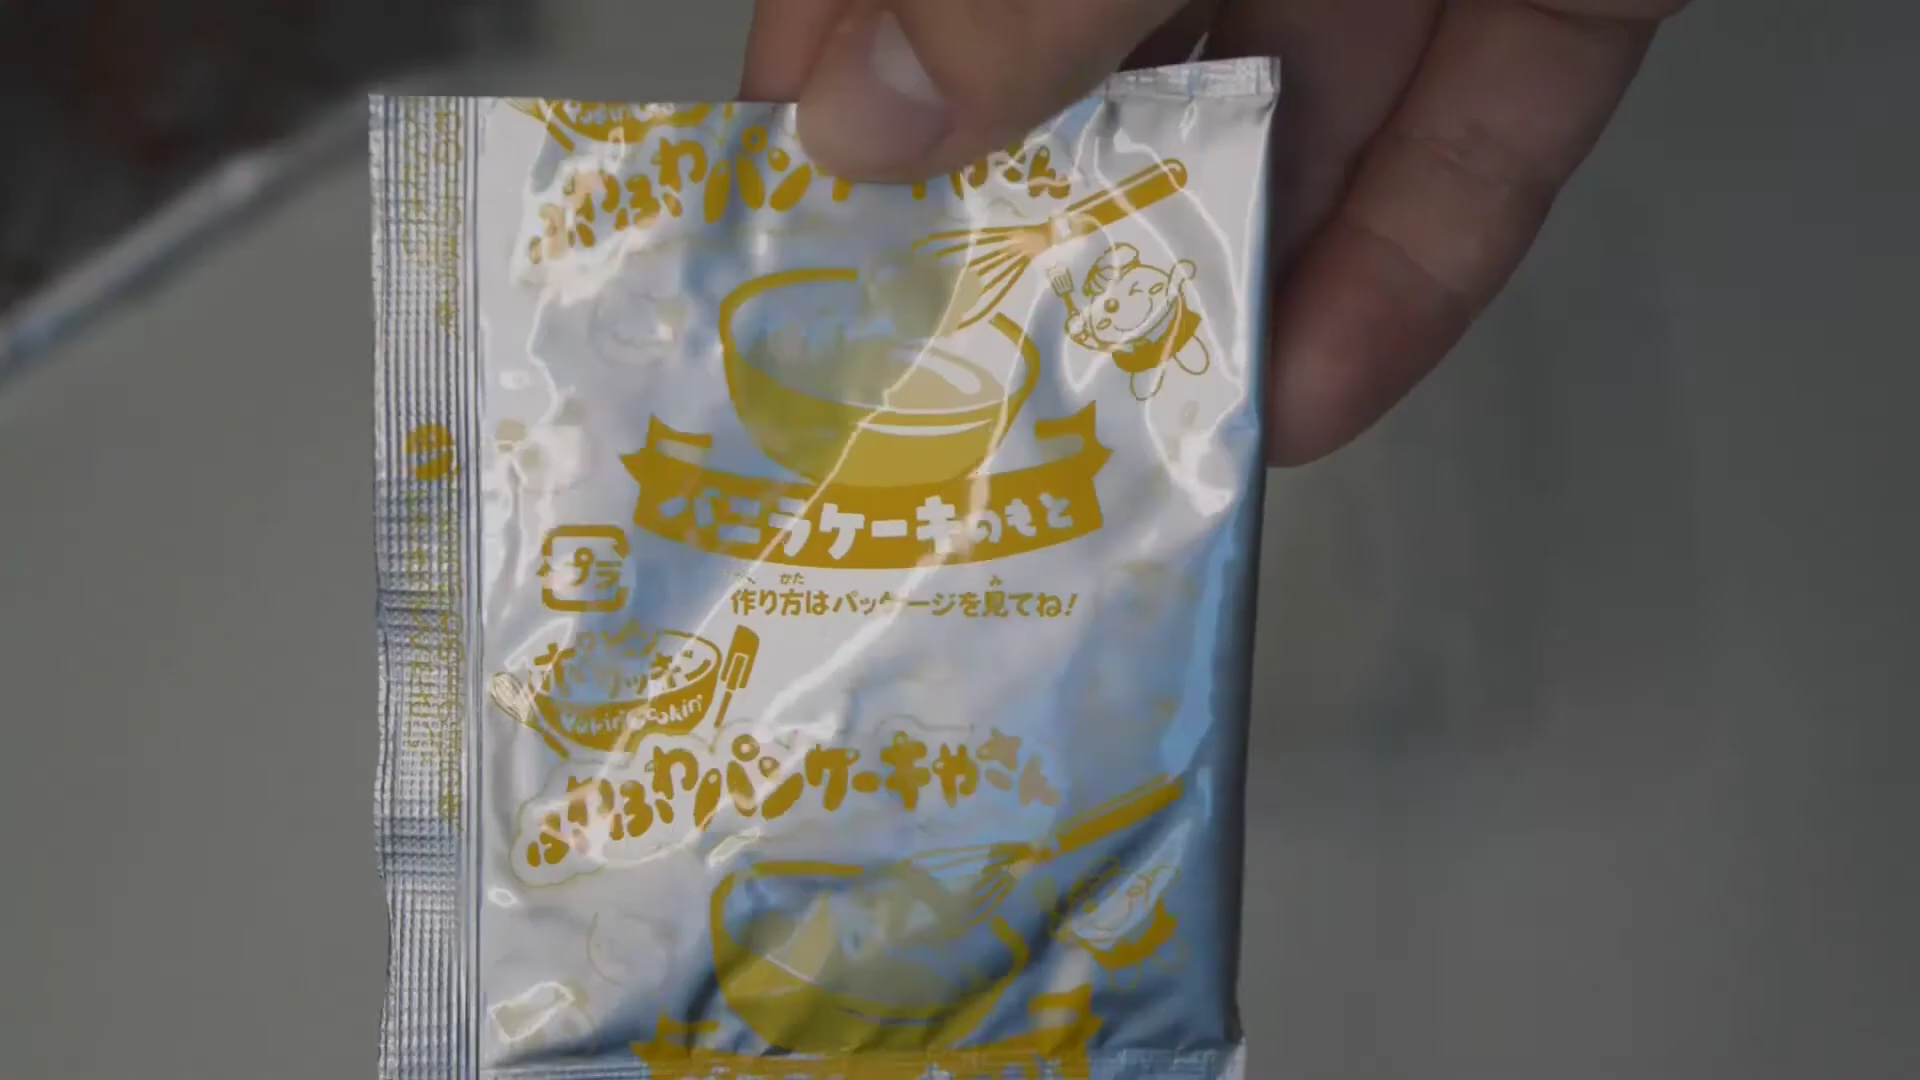 ふわふわパンケーキやさん
バニラケーキのもと
プラ
かた み
作り方はパッケージを見てね!
ポッピンクッキン
Popin' Cookin'
ふわふわパンケーキやさん